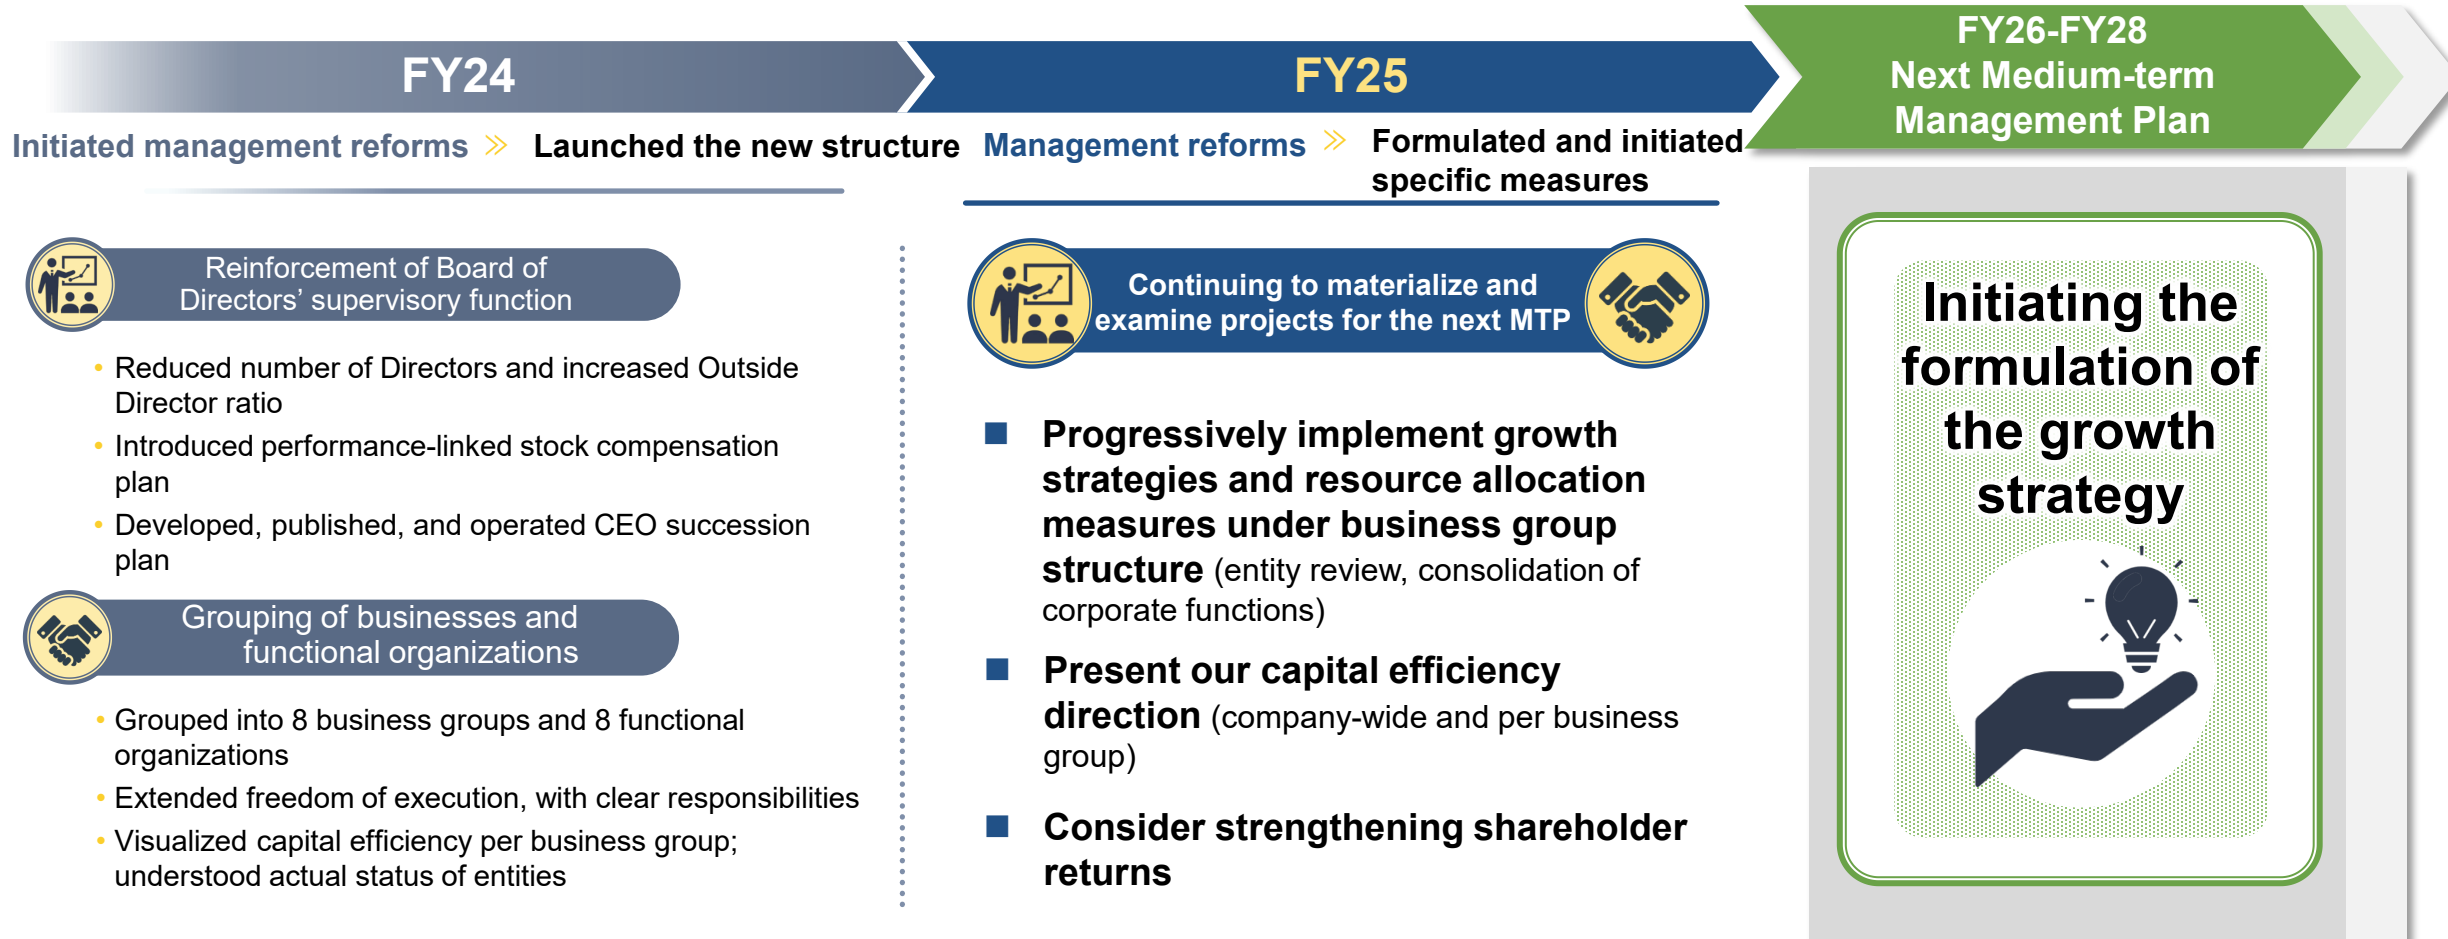 FY24
Initiated management reforms » Launched the new structure
Reinforcement of Board of
Directors’ supervisory function
• Reduced number of Directors and increased Outside
Director ratio
• Introduced performance-linked stock compensation
plan
• Developed, published, and operated CEO succession
plan
Grouping of businesses and
functional organizations
• Grouped into 8 business groups and 8 functional
organizations
• Extended freedom of execution, with clear responsibilities
• Visualized capital efficiency per business group;
understood actual status of entities
FY25
Management reforms » Formulated and initiated
specific measures
Continuing to materialize and
examine projects for the next MTP
■ Progressively implement growth
strategies and resource allocation
measures under business group
structure (entity review, consolidation of
corporate functions)
■ Present our capital efficiency
direction (company-wide and per business
group)
■ Consider strengthening shareholder
returns
FY26-FY28
Next Medium-term
Management Plan
Initiating the
formulation of
the growth
strategy